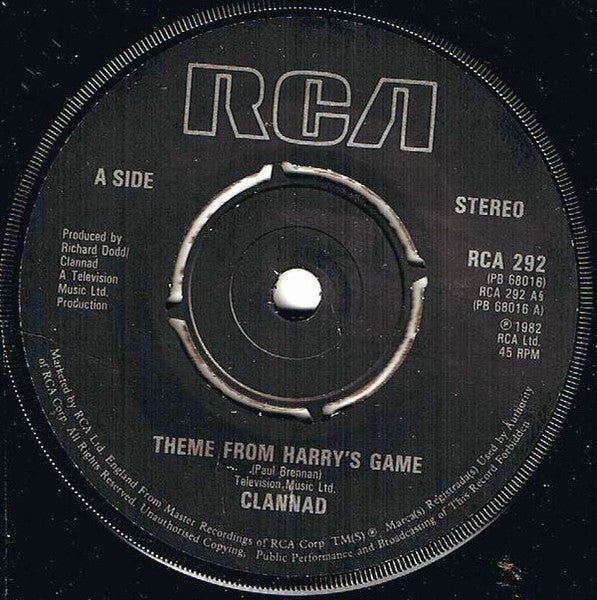 RCA
A SIDE
STEREO
Produced by
Richard Dodd/
Clannad
A Television
Music Ltd.
Production
RCA 292
(PB 68016)
RCA 292 A§
(PB 68016 A)
℗ 1982
RCA Ltd.
45 RPM
THEME FROM HARRY'S GAME
(Paul Brennan)
Television Music Ltd.
CLANNAD
Marketed by RCA Ltd. England From Master Recordings of RCA Corp. TM(S) ® Marca(s) Registrada(s) Used by Authority
of RCA Corp. All Rights Reserved. Unauthorised Copying, Public Performance and Broadcasting of This Record Forbidden